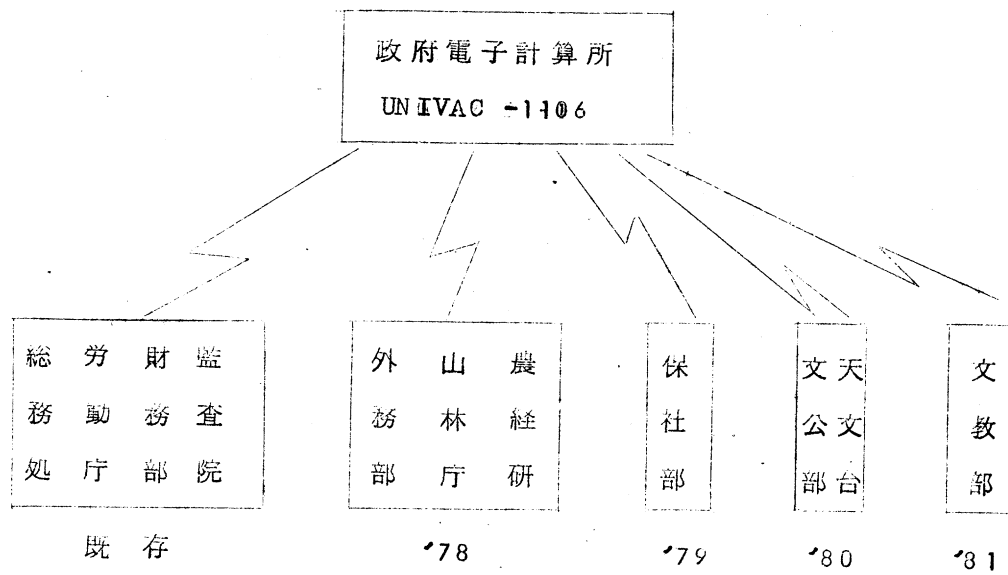 政府電子計算所
UNIVAC -1106
総務処
労動庁
財務部
監査院
外務部
山林庁
農経研
保社部
文公部
天文台
文教部
既存
'78
'79
'80
'81